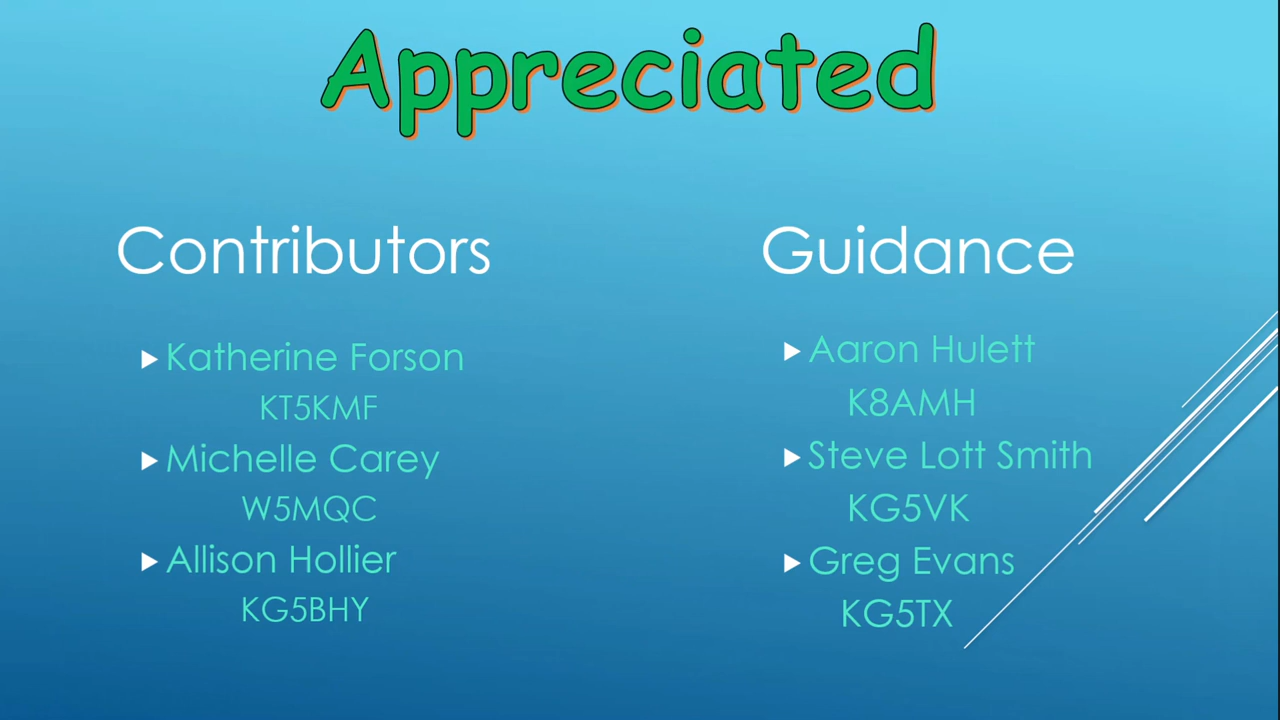 Appreciated
Contributors
Katherine Forson
KT5KMF
Michelle Carey
W5MQC
Allison Hollier
KG5BHY
Guidance
Aaron Hulett
K8AMH
Steve Lott Smith
KG5VK
Greg Evans
KG5TX